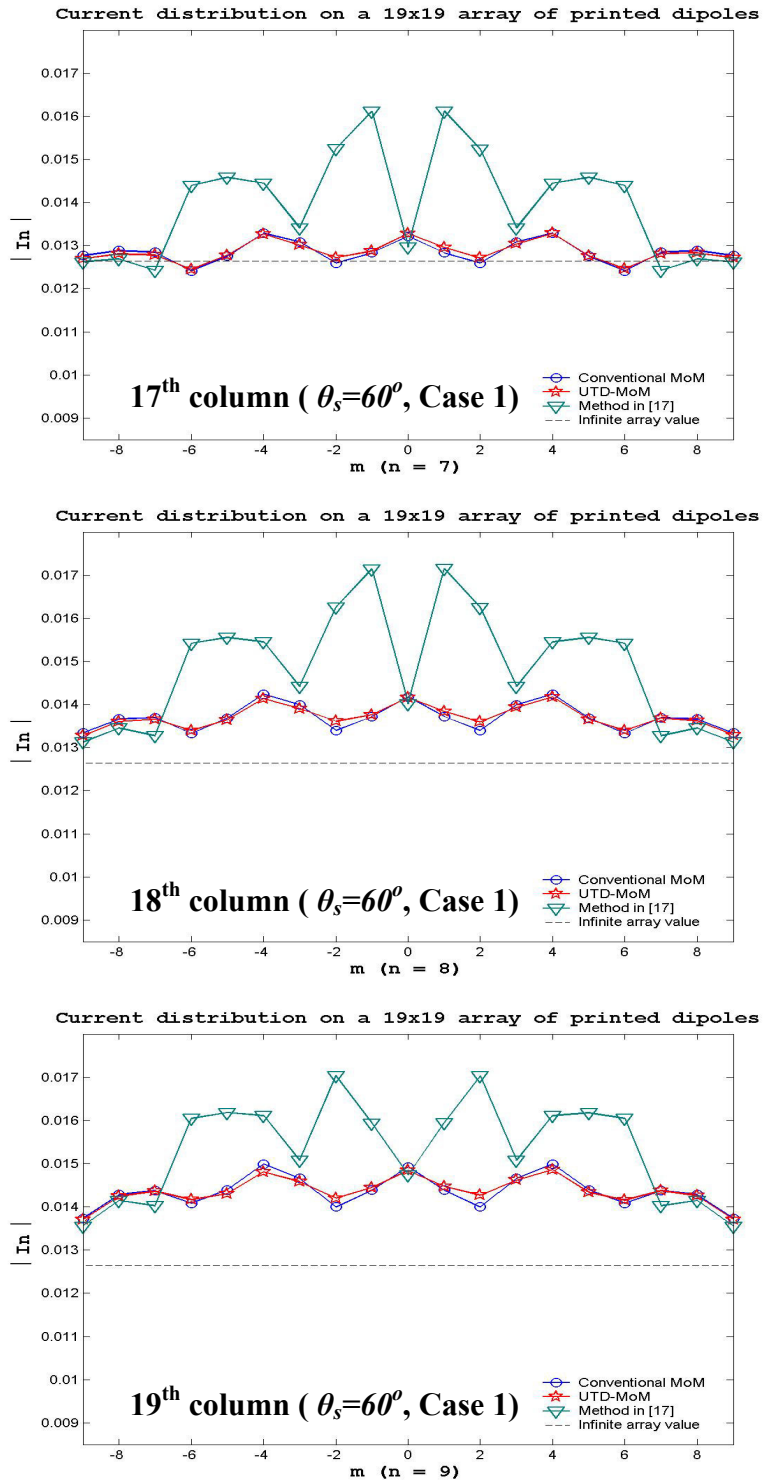 Current distribution on a 19x19 array of printed dipoles
0.017
0.016
0.015
0.014
0.013
0.012
0.011
0.01
0.009
|In|
17th column ( θs=60o, Case 1)
Conventional MoM
UTD-MoM
Method in [17]
Infinite array value
-8 -6 -4 -2 0 2 4 6 8
m (n = 7)
Current distribution on a 19x19 array of printed dipoles
0.017
0.016
0.015
0.014
0.013
0.012
0.011
0.01
0.009
|In|
18th column ( θs=60o, Case 1)
Conventional MoM
UTD-MoM
Method in [17]
Infinite array value
-8 -6 -4 -2 0 2 4 6 8
m (n = 8)
Current distribution on a 19x19 array of printed dipoles
0.017
0.016
0.015
0.014
0.013
0.012
0.011
0.01
0.009
|In|
19th column ( θs=60o, Case 1)
Conventional MoM
UTD-MoM
Method in [17]
Infinite array value
-8 -6 -4 -2 0 2 4 6 8
m (n = 9)